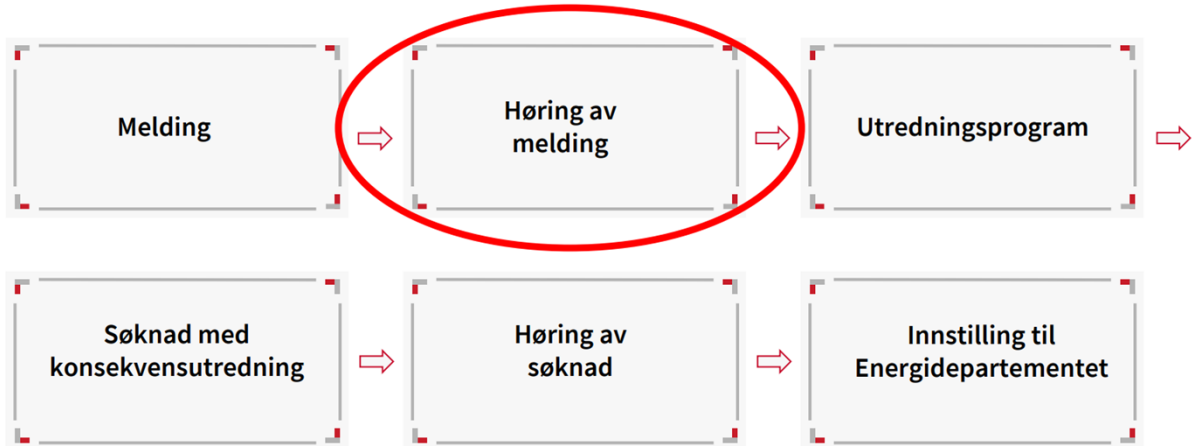 Melding
Høring av
melding
Utredningsprogram
Søknad med
konsekvensutredning
Høring av
søknad
Innstilling til
Energidepartementet